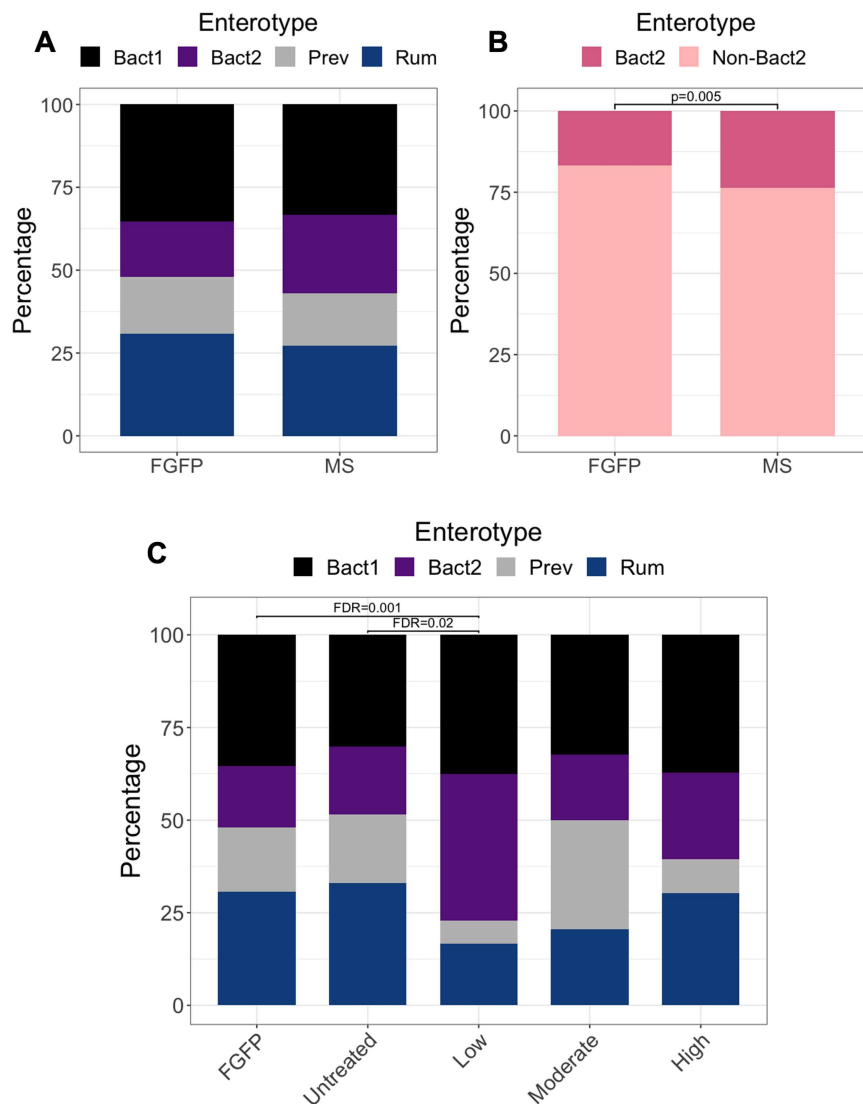 A
Enterotype
Bact1 Bact2 Prev Rum
Percentage
100
75
50
25
0
FGFP MS
B
Enterotype
Bact2 Non-Bact2
Percentage
100
75
50
25
0
p=0.005
FGFP MS
C
Enterotype
Bact1 Bact2 Prev Rum
Percentage
100
75
50
25
0
FDR=0.001
FDR=0.02
FGFP Untreated Low Moderate High